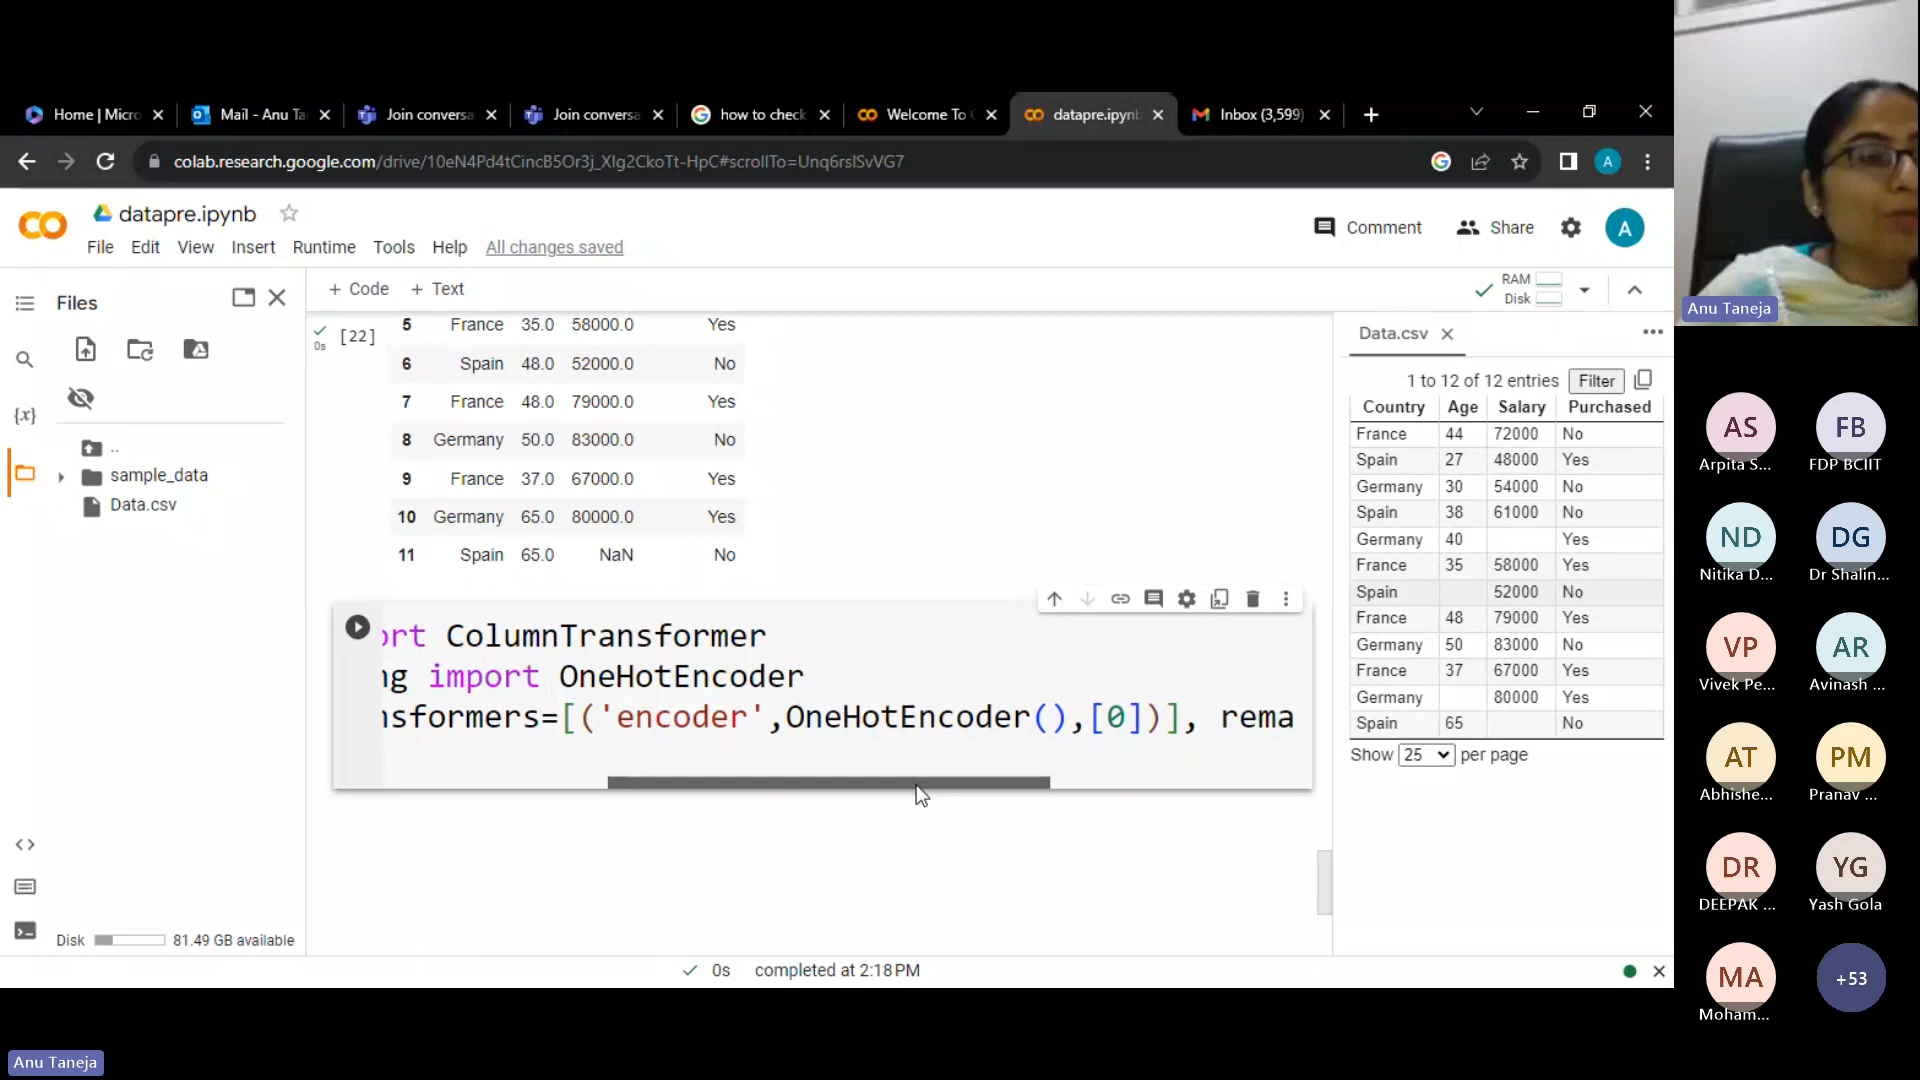 Home | Micro
Mail - Anu Ta
Join conversa
Join conversa
how to check
Welcome To C
datapre.ipynb
Inbox (3,599)
colab.research.google.com/drive/10eN4Pd4tCincB5Or3j_XIg2CkoTt-HpC#scrollTo=Unq6rslSvVG7
A
CO
datapre.ipynb
File Edit View Insert Runtime Tools Help All changes saved
Comment Share A
Files
+ Code + Text
RAM
Disk
0s
[22]
5 France 35.0 58000.0 Yes
6 Spain 48.0 52000.0 No
7 France 48.0 79000.0 Yes
8 Germany 50.0 83000.0 No
9 France 37.0 67000.0 Yes
10 Germany 65.0 80000.0 Yes
11 Spain 65.0 NaN No
..
sample_data
Data.csv
{x}
ort ColumnTransformer
ng import OneHotEncoder
nsformers=[('encoder',OneHotEncoder(),[0])], rema
Data.csv
1 to 12 of 12 entries Filter
Country Age Salary Purchased
France 44 72000 No
Spain 27 48000 Yes
Germany 30 54000 No
Spain 38 61000 No
Germany 40 Yes
France 35 58000 Yes
Spain 52000 No
France 48 79000 Yes
Germany 50 83000 No
France 37 67000 Yes
Germany 80000 Yes
Spain 65 No
Show 25 per page
Disk 81.49 GB available
0s completed at 2:18 PM
Anu Taneja
AS
Arpita S...
FB
FDP BCIIT
ND
Nitika D...
DG
Dr Shalin...
VP
Vivek Pe...
AR
Avinash ...
AT
Abhishe...
PM
Pranav ...
DR
DEEPAK ...
YG
Yash Gola
MA
Moham...
+53
Anu Taneja